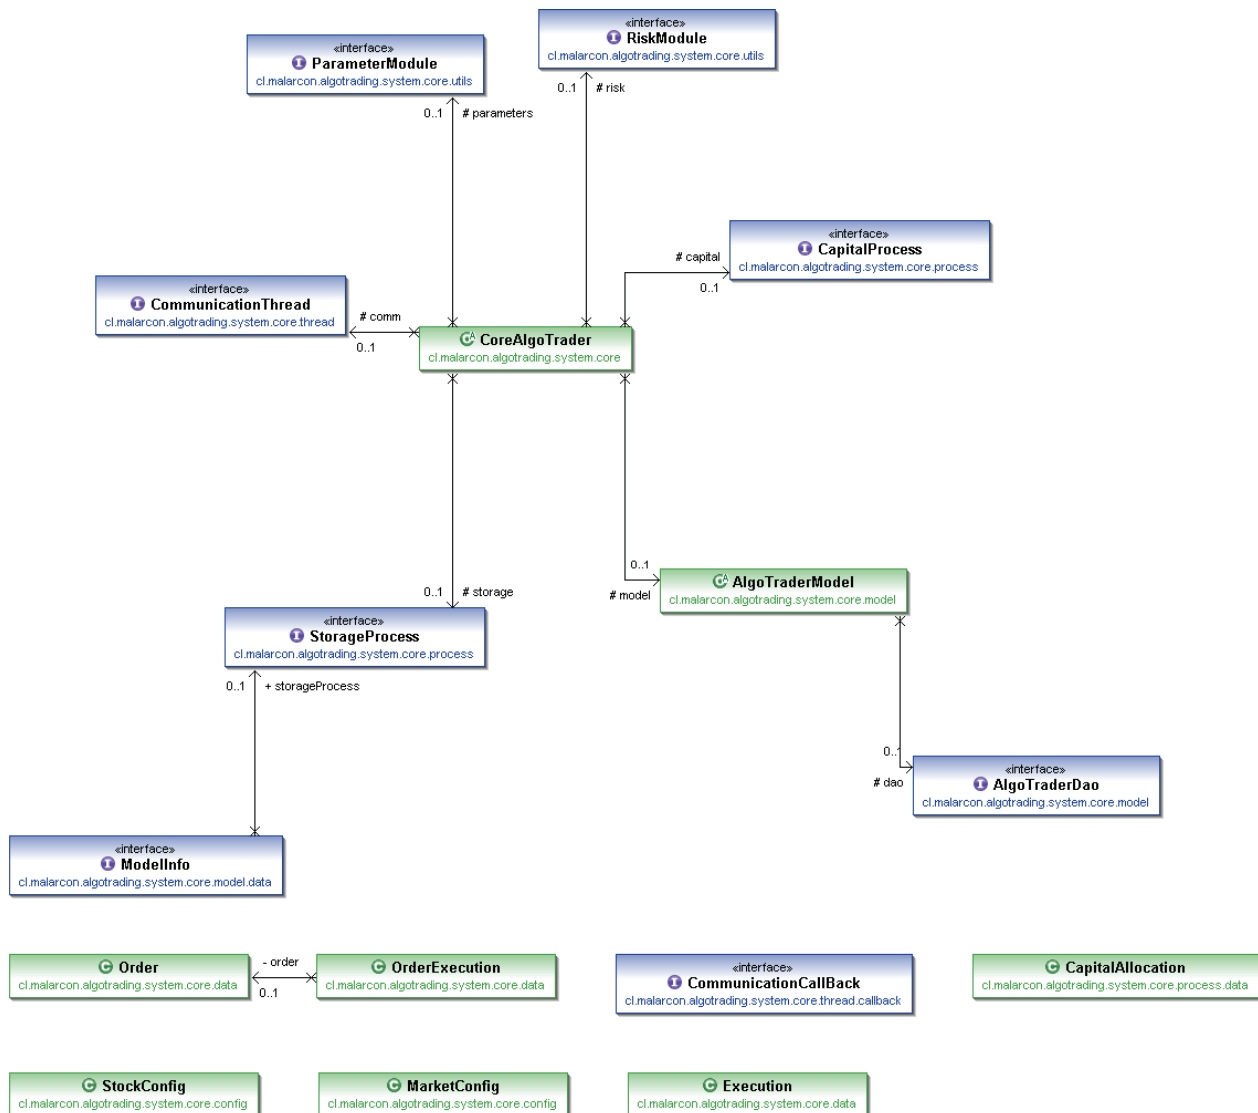 «interface»
RiskModule
cl.malarcon.algotrading.system.core.utils
«interface»
ParameterModule
cl.malarcon.algotrading.system.core.utils
0..1 # risk
0..1 # parameters
«interface»
CapitalProcess
cl.malarcon.algotrading.system.core.process
# capital
0..1
«interface»
CommunicationThread
cl.malarcon.algotrading.system.core.thread
# comm
0..1
CoreAlgoTrader
cl.malarcon.algotrading.system.core
0..1 # storage
0..1
# model
AlgoTraderModel
cl.malarcon.algotrading.system.core.model
«interface»
StorageProcess
cl.malarcon.algotrading.system.core.process
0..1 + storageProcess
0..1
# dao
«interface»
AlgoTraderDao
cl.malarcon.algotrading.system.core.model
«interface»
ModelInfo
cl.malarcon.algotrading.system.core.model.data
Order
cl.malarcon.algotrading.system.core.data
- order
0..1
OrderExecution
cl.malarcon.algotrading.system.core.data
«interface»
CommunicationCallBack
cl.malarcon.algotrading.system.core.thread.callback
CapitalAllocation
cl.malarcon.algotrading.system.core.process.data
StockConfig
cl.malarcon.algotrading.system.core.config
MarketConfig
cl.malarcon.algotrading.system.core.config
Execution
cl.malarcon.algotrading.system.core.data